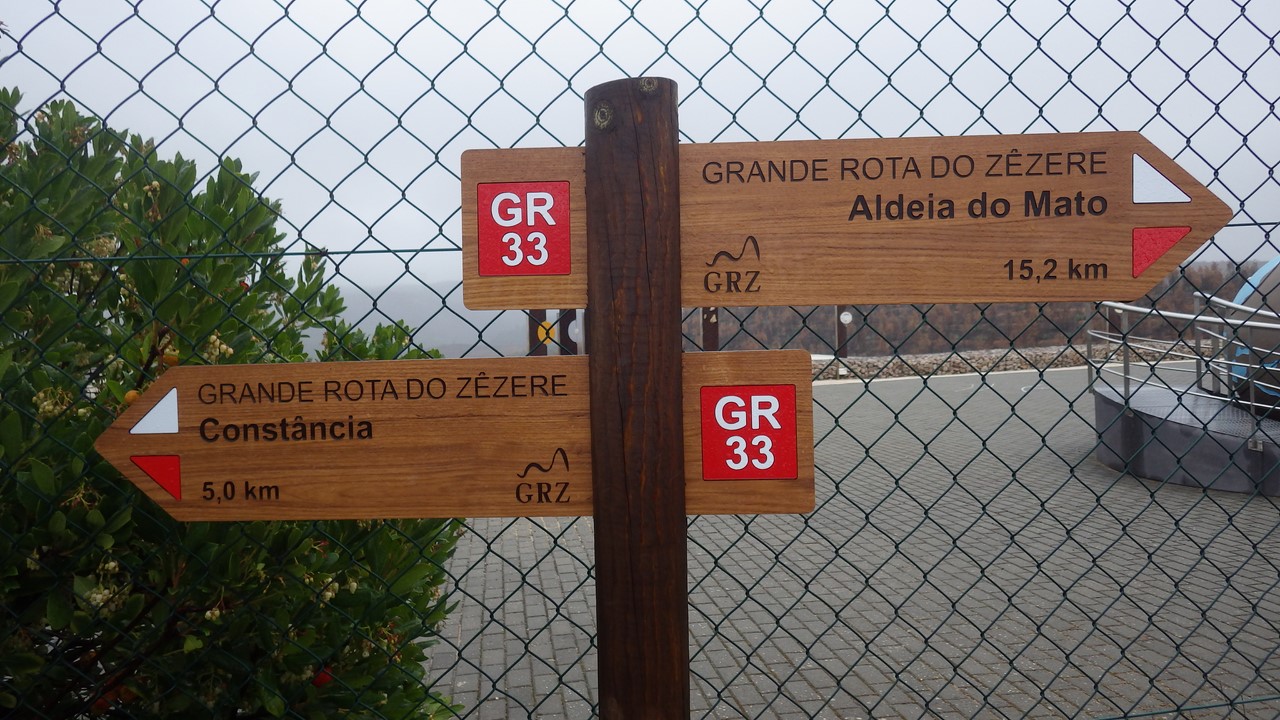 GR
33
GRANDE ROTA DO ZÊZERE
Aldeia do Mato
GRZ
15,2 km
GRANDE ROTA DO ZÊZERE
Constância
5,0 km
GRZ
GR
33